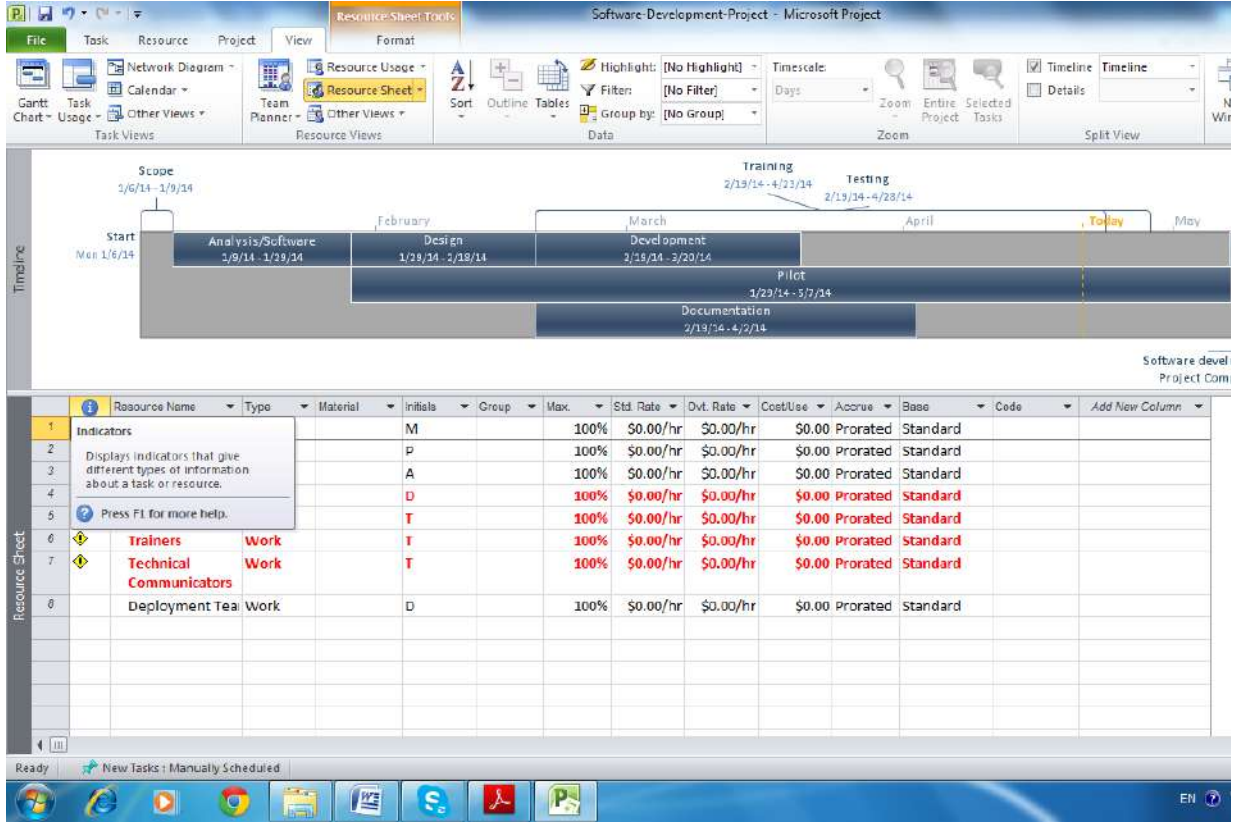 Resource Sheet Tools
Software-Development-Project - Microsoft Project
File Task Resource Project View Format
Gantt Chart
Task Usage
Network Diagram
Calendar
Other Views
Task Views
Team Planner
Resource Usage
Resource Sheet
Other Views
Resource Views
Sort
Outline
Tables
Highlight: [No Highlight]
Filter: [No Filter]
Group by: [No Group]
Data
Timescale:
Days
Zoom
Entire Project
Selected Tasks
Zoom
Timeline Timeline
Details
Split View
Timeline
Scope
1/6/14 - 1/9/14
Training
2/19/14 - 4/23/14
Testing
2/19/14 - 4/28/14
February March April Today May
Start
Mon 1/6/14
Analysis/Software
1/9/14 - 1/29/14
Design
1/29/14 - 2/18/14
Development
2/19/14 - 3/20/14
Pilot
1/29/14 - 5/7/14
Documentation
2/19/14 - 4/2/14
Software devel
Project Com
Resource Sheet
Resource Name Type Material Initials Group Max. Std. Rate Ovt. Rate Cost/Use Accrue Base Code Add New Column
1 M 100% $0.00/hr $0.00/hr $0.00 Prorated Standard
2 P 100% $0.00/hr $0.00/hr $0.00 Prorated Standard
3 A 100% $0.00/hr $0.00/hr $0.00 Prorated Standard
4 D 100% $0.00/hr $0.00/hr $0.00 Prorated Standard
5 T 100% $0.00/hr $0.00/hr $0.00 Prorated Standard
6 Trainers Work T 100% $0.00/hr $0.00/hr $0.00 Prorated Standard
7 Technical Work T 100% $0.00/hr $0.00/hr $0.00 Prorated Standard
Communicators
8 Deployment Tea Work D 100% $0.00/hr $0.00/hr $0.00 Prorated Standard
Indicators
Displays indicators that give
different types of information
about a task or resource.
Press F1 for more help.
Ready New Tasks : Manually Scheduled
EN